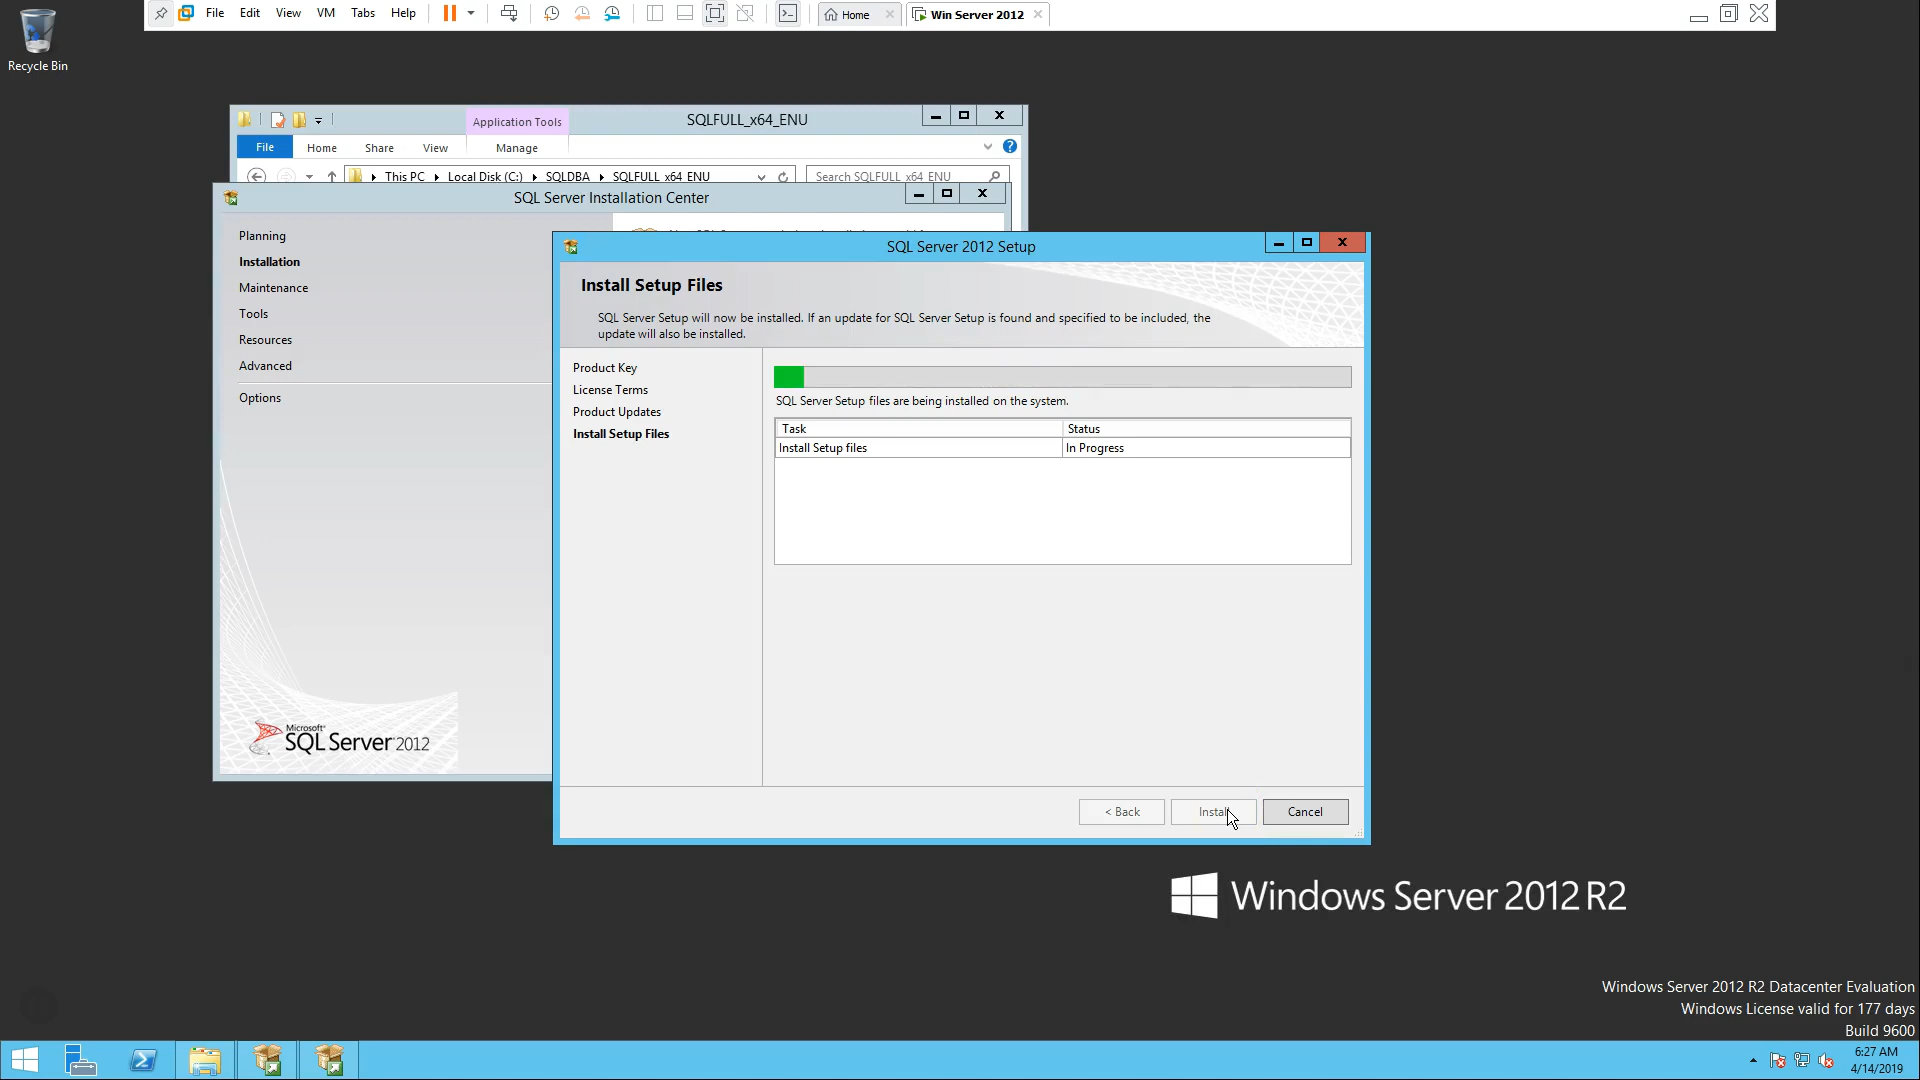 File Edit View VM Tabs Help
Home
Win Server 2012
Recycle Bin
Application Tools
SQLFULL_x64_ENU
File Home Share View Manage
This PC Local Disk (C:) SQLDBA SQLFULL_x64_ENU
Search SQLFULL_x64_ENU
SQL Server Installation Center
Planning
Installation
Maintenance
Tools
Resources
Advanced
Options
Microsoft®
SQL Server 2012
SQL Server 2012 Setup
Install Setup Files
SQL Server Setup will now be installed. If an update for SQL Server Setup is found and specified to be included, the
update will also be installed.
Product Key
License Terms
Product Updates
Install Setup Files
SQL Server Setup files are being installed on the system.
Task Status
Install Setup files In Progress
< Back Install Cancel
Windows Server 2012 R2
Windows Server 2012 R2 Datacenter Evaluation
Windows License valid for 177 days
Build 9600
6:27 AM
4/14/2019